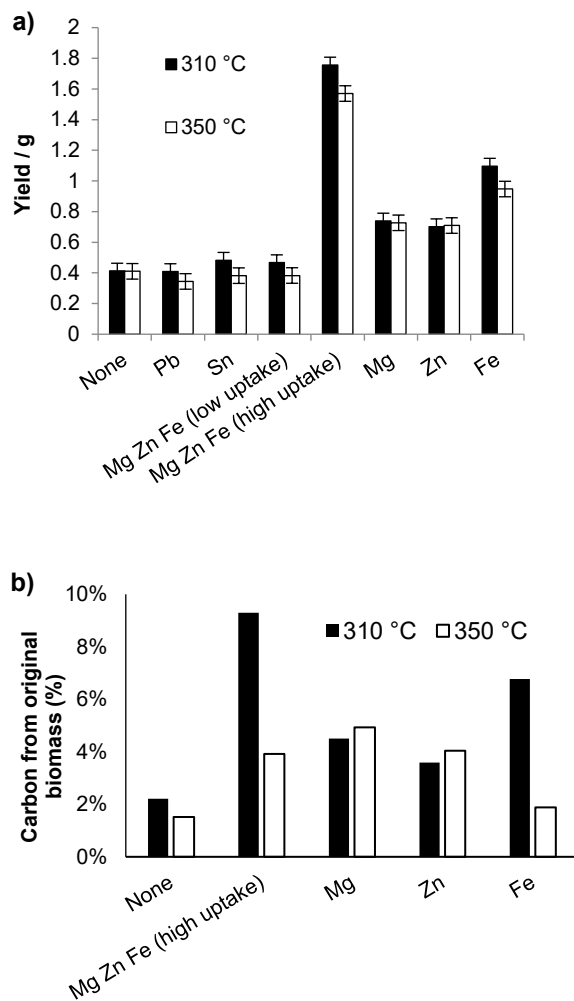 a)
Yield / g
2
1.8
1.6
1.4
1.2
1
0.8
0.6
0.4
0.2
0
310 °C
350 °C
None
Pb
Sn
Mg Zn Fe (low uptake)
Mg Zn Fe (high uptake)
Mg
Zn
Fe
b)
Carbon from original
biomass (%)
10%
8%
6%
4%
2%
0%
310 °C 350 °C
None
Mg Zn Fe (high uptake)
Mg
Zn
Fe